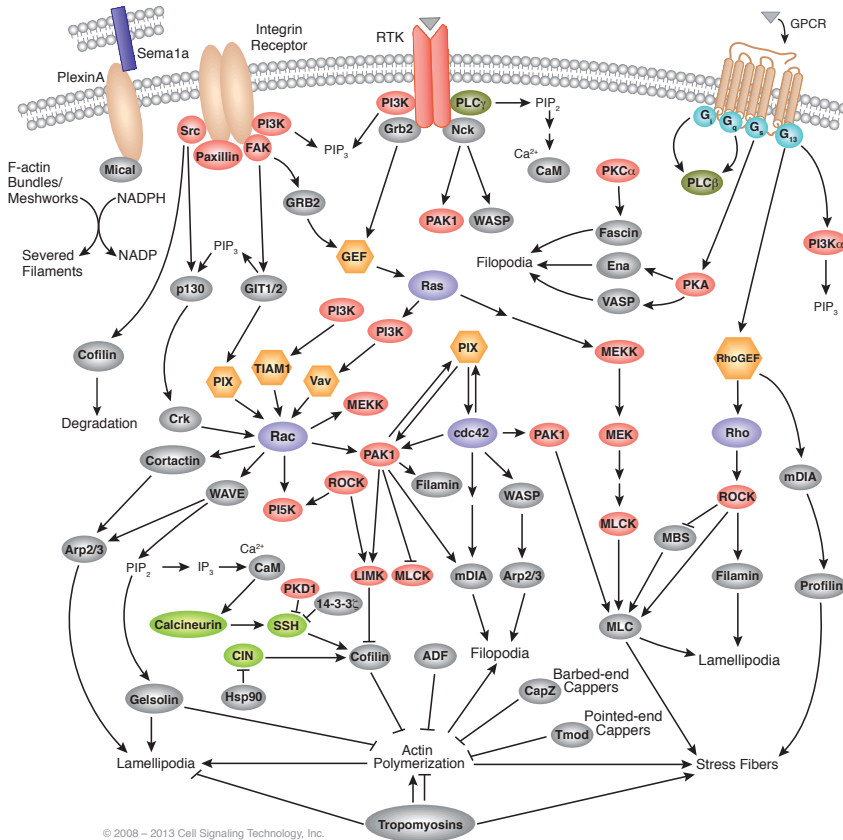 Sema1a
PlexinA
Mical
Integrin
Receptor
RTK
GPCR
Src
Paxillin
FAK
PI3K
PIP3
PI3K
Grb2
PLCγ
Nck
PIP2
Ca2+
CaM
Gi
Gq
Gs
G13
PLCβ
F-actin
Bundles/
Meshworks
NADPH
Severed
Filaments
NADP
GRB2
PAK1
WASP
PKCα
Fascin
Filopodia
Ena
VASP
PKA
PI3Kα
PIP3
PIP3
p130
GIT1/2
GEF
Ras
Cofilin
Degradation
PI3K
PI3K
PIX
TIAM1
Vav
PIX
MEKK
RhoGEF
MEKK
Crk
Rac
PAK1
cdc42
PAK1
MEK
Rho
Cortactin
WAVE
PI5K
ROCK
Filamin
WASP
MLCK
ROCK
mDIA
MBS
Arp2/3
PIP2
IP3
Ca2+
CaM
LIMK
MLCK
mDIA
Arp2/3
Filamin
Profilin
PKD1
14-3-3ζ
Calcineurin
SSH
MLC
CIN
Cofilin
ADF
Filopodia
Lamellipodia
Hsp90
Gelsolin
CapZ
Barbed-end
Cappers
Tmod
Pointed-end
Cappers
Lamellipodia
Actin
Polymerization
Stress Fibers
Tropomyosins
© 2008 – 2013 Cell Signaling Technology, Inc.